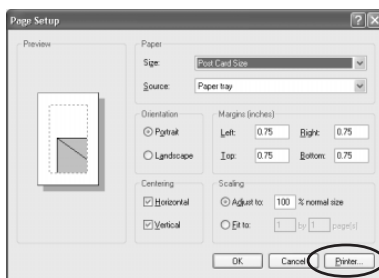 Page Setup
Preview
Paper
Size: Post Card Size
Source: Paper tray
Orientation
Portrait
Landscape
Margins (inches)
Left: 0.75 Right: 0.75
Top: 0.75 Bottom: 0.75
Centering
Horizontal
Vertical
Scaling
Adjust to: 100 % normal size
Fit to: 1 by 1 page(s)
OK Cancel Printer...